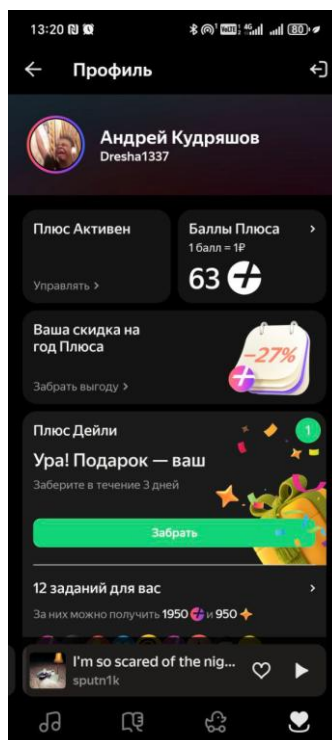 13:20
80
Профиль
Андрей Кудряшов
Dresha1337
Плюс Активен
Управлять >
Баллы Плюса >
1 балл = 1₽
63
Ваша скидка на
год Плюса
Забрать выгоду >
-27%
Плюс Дейли
1
Ура! Подарок —
ваш
Заберите в течение 3 дней
Забрать
12 заданий для вас >
За них можно получить 1950 и 950
I'm so scared of the nig...
sputn1k